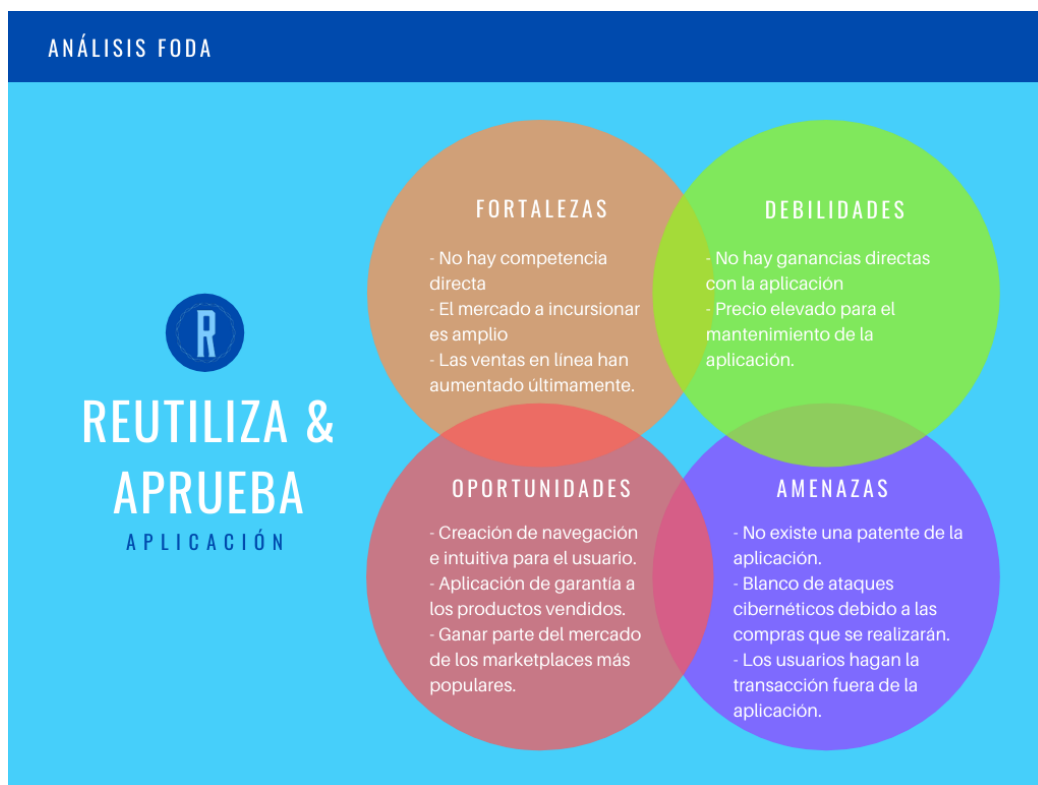 ANÁLISIS FODA
R
REUTILIZA &
APRUEBA
APLICACIÓN
FORTALEZAS
- No hay competencia
directa
- El mercado a incursionar
es amplio
- Las ventas en línea han
aumentado últimamente.
DEBILIDADES
- No hay ganancias directas
con la aplicación
- Precio elevado para el
mantenimiento de la
aplicación.
OPORTUNIDADES
- Creación de navegación
e intuitiva para el usuario.
- Aplicación de garantía a
los productos vendidos.
- Ganar parte del mercado
de los marketplaces más
populares.
AMENAZAS
- No existe una patente de la
aplicación.
- Blanco de ataques
cibernéticos debido a las
compras que se realizarán.
- Los usuarios hagan la
transacción fuera de la
aplicación.